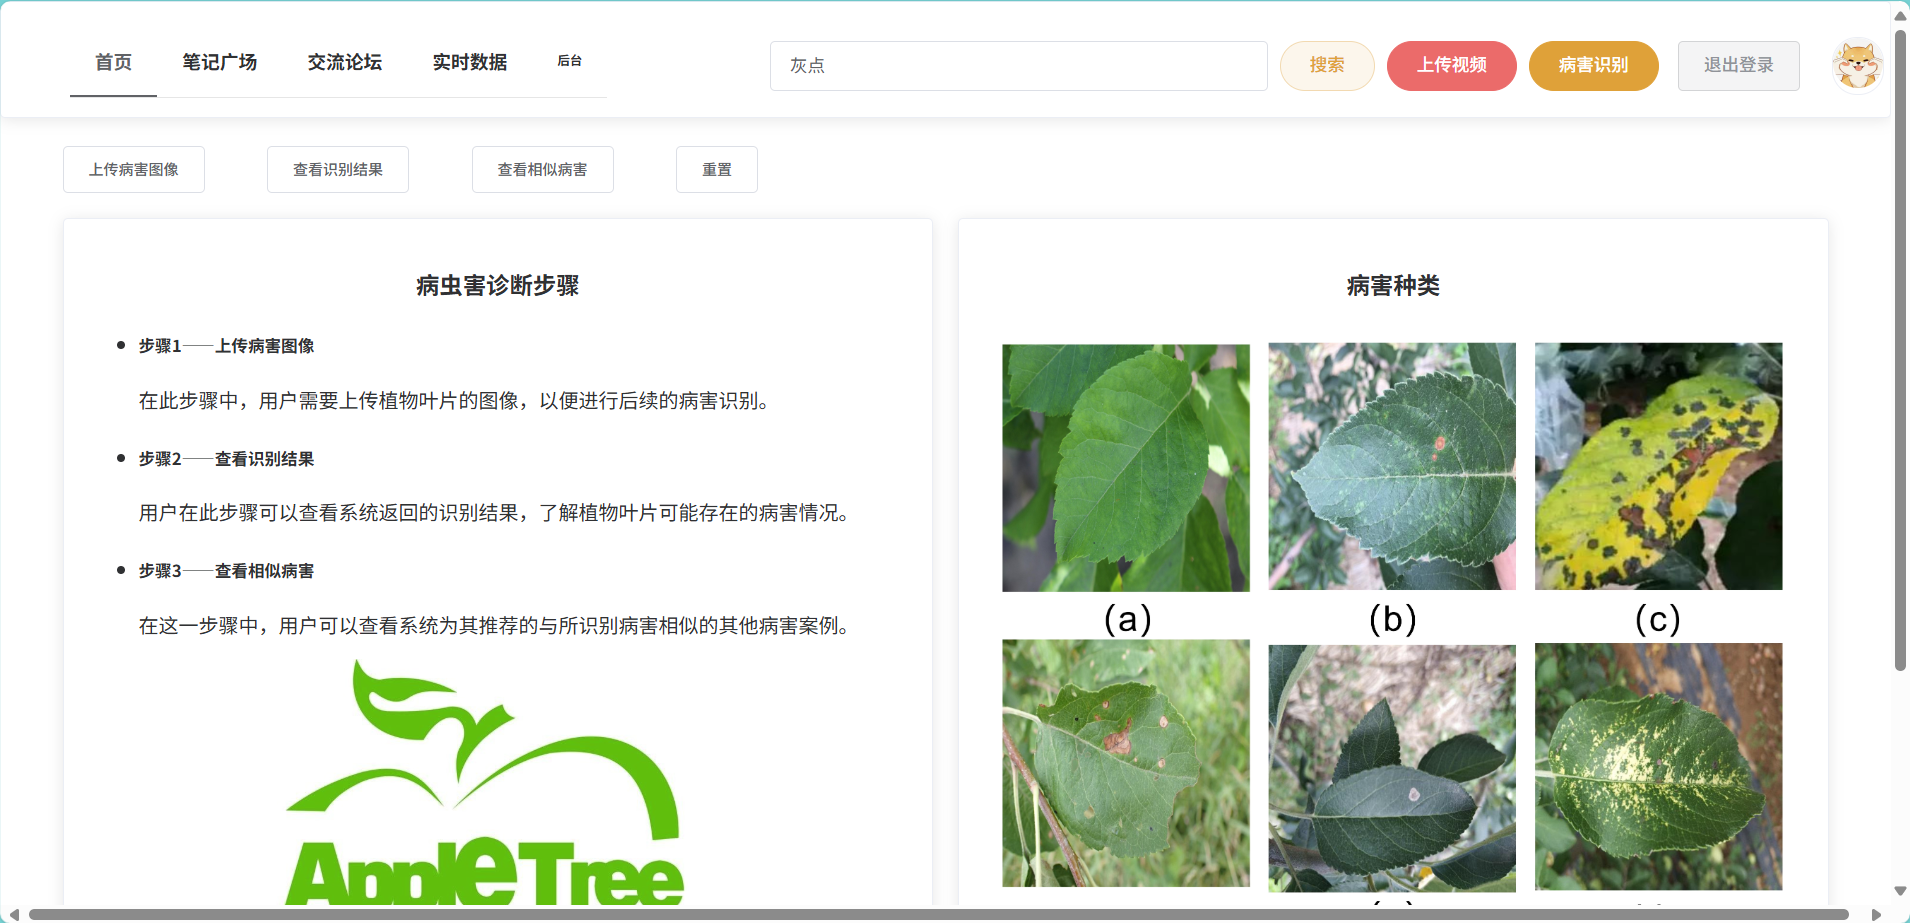 首页 笔记广场 交流论坛 实时数据 后台 灰点 搜索 上传视频 病害识别 退出登录
上传病害图像 查看识别结果 查看相似病害 重置
病虫害诊断步骤
步骤1——上传病害图像
在此步骤中，用户需要上传植物叶片的图像，以便进行后续的病害识别。
步骤2——查看识别结果
用户在此步骤可以查看系统返回的识别结果，了解植物叶片可能存在的病害情况。
步骤3——查看相似病害
在这一步骤中，用户可以查看系统为其推荐的与所识别病害相似的其他病害案例。
AppleTree
病害种类
(a) (b) (c)